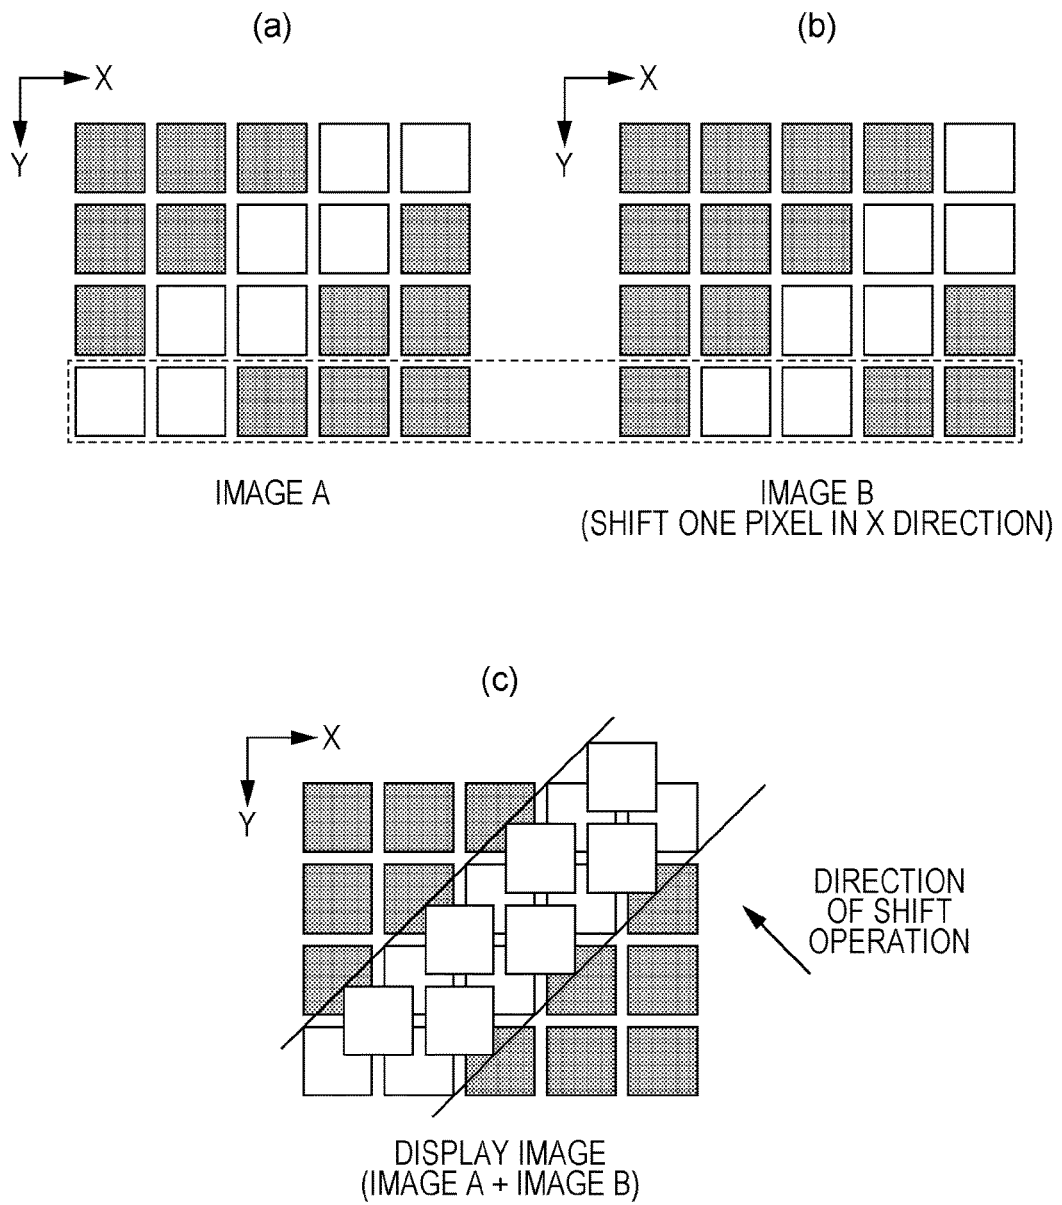 (a)
X
Y
IMAGE A
(b)
X
Y
IMAGE B
(SHIFT ONE PIXEL IN X DIRECTION)
(c)
X
Y
DIRECTION
OF SHIFT
OPERATION
DISPLAY IMAGE
(IMAGE A + IMAGE B)